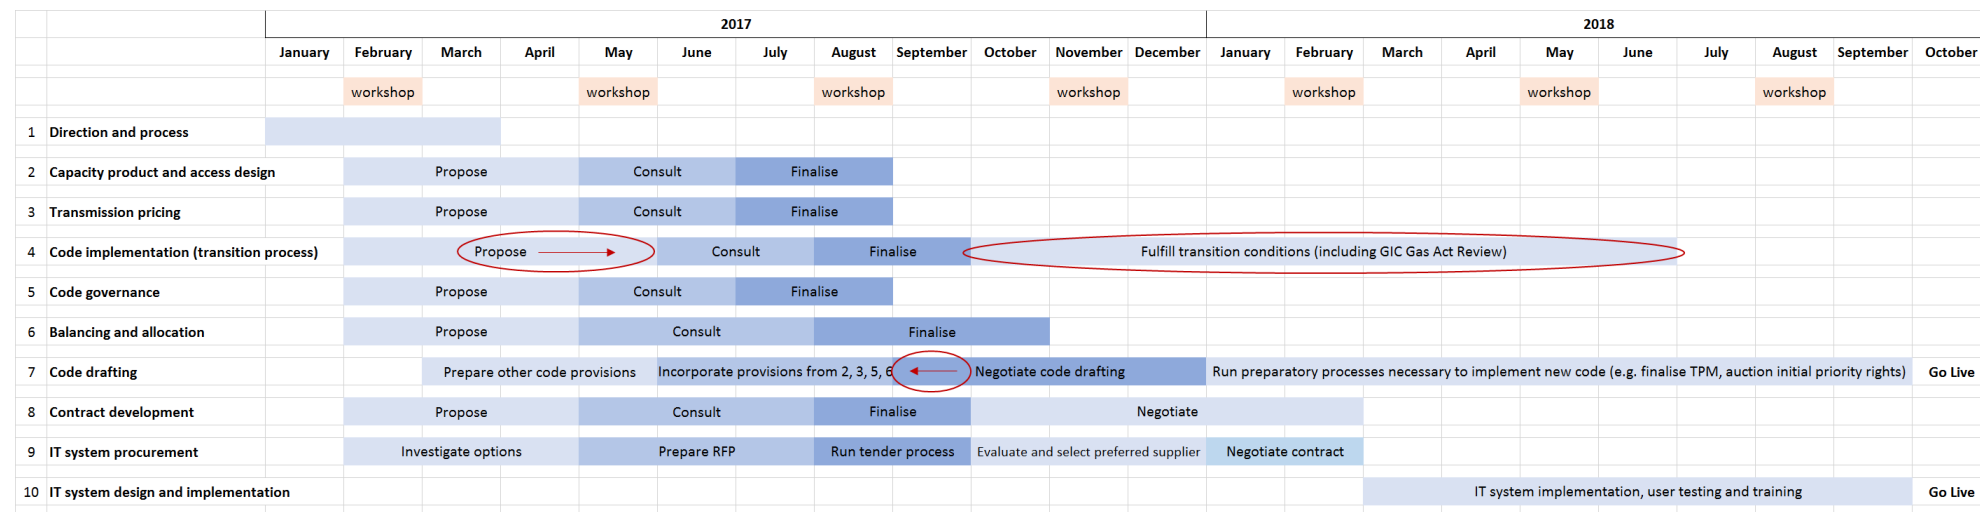 2017 2018
January February March April May June July August September October November December January February March April May June July August September October
workshop workshop workshop workshop workshop workshop workshop
1 Direction and process
2 Capacity product and access design Propose Consult Finalise
3 Transmission pricing Propose Consult Finalise
4 Code implementation (transition process) Propose Consult Finalise Fulfill transition conditions (including GIC Gas Act Review)
5 Code governance Propose Consult Finalise
6 Balancing and allocation Propose Consult Finalise
7 Code drafting Prepare other code provisions Incorporate provisions from 2, 3, 5, 6 Negotiate code drafting Run preparatory processes necessary to implement new code (e.g. finalise TPM, auction initial priority rights) Go Live
8 Contract development Propose Consult Finalise Negotiate
9 IT system procurement Investigate options Prepare RFP Run tender process Evaluate and select preferred supplier Negotiate contract
10 IT system design and implementation IT system implementation, user testing and training Go Live